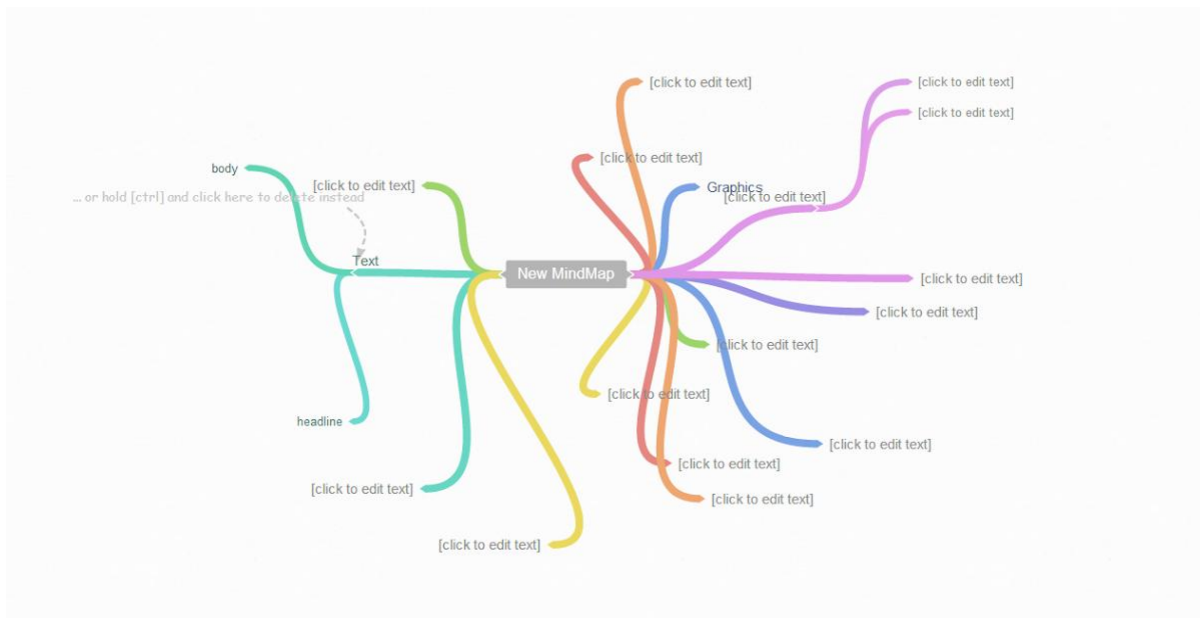 [click to edit text]
[click to edit text]
[click to edit text]
[click to edit text]
body
[click to edit text]
Graphics
[click to edit text]
... or hold [ctrl] and click here to delete instead
Text
New MindMap
[click to edit text]
[click to edit text]
[click to edit text]
[click to edit text]
headline
[click to edit text]
[click to edit text]
[click to edit text]
[click to edit text]
[click to edit text]